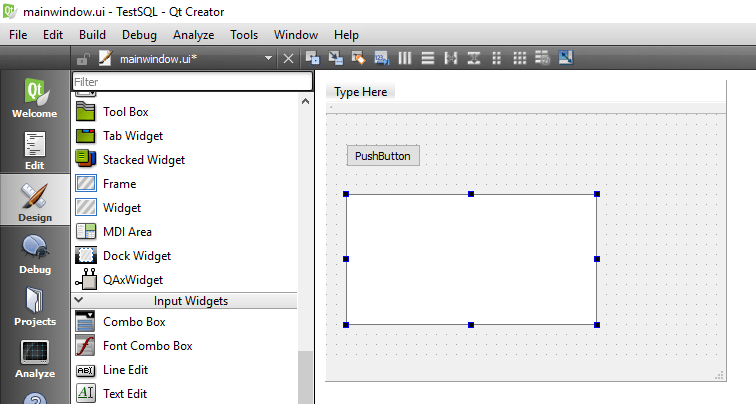 mainwindow.ui - TestSQL - Qt Creator
File Edit Build Debug Analyze Tools Window Help
mainwindow.ui*
Filter
Type Here
Tool Box
Tab Widget
Stacked Widget
Frame
Widget
MDI Area
Dock Widget
QAxWidget
Input Widgets
Combo Box
Font Combo Box
Line Edit
Text Edit
Qt
Welcome
Edit
Design
Debug
Projects
Analyze
PushButton